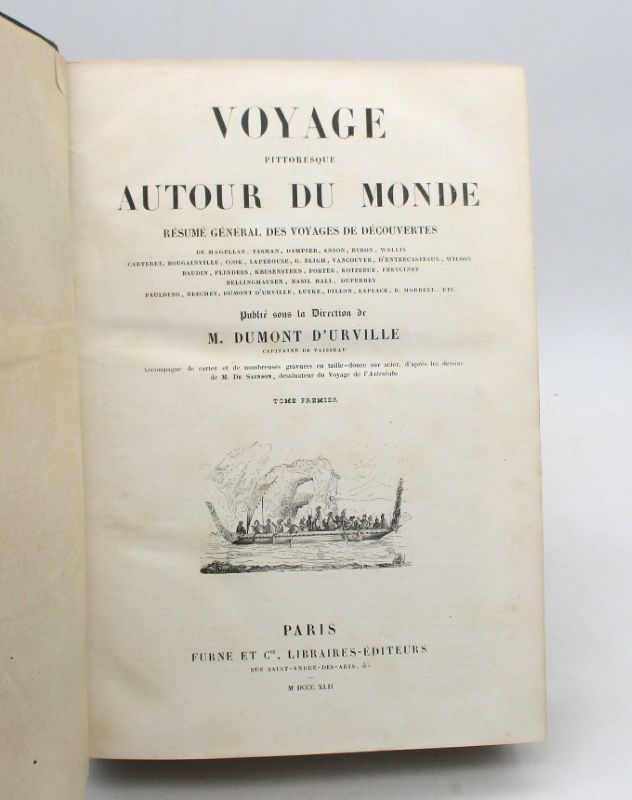 VOYAGE
PITTORESQUE
AUTOUR DU MONDE
RÉSUMÉ GÉNÉRAL DES VOYAGES DE DÉCOUVERTES
DE MAGELLAN, TASMAN, DAMPIER, ANSON, BYRON, WALLIS
CARTERET, BOUGAINVILLE, COOK, LAPEROUSE, G. BLIGH, VANCOUVER, D'ENTRECASTEAUX, WILSON
BAUDIN, FLINDERS, KRUSENSTERN, PORTER, KOTZEBUE, FREYCINET
BELLINGHAUSEN, BASIL HALL, DUPERREY
PAULDING, BEECHEY, DUMONT D'URVILLE, LUTKE, DILLON, LAPLACE, B. MORRELL, ETC.
Publié sous la Direction de
M. DUMONT D'URVILLE
CAPITAINE DE VAISSEAU
Accompagné de cartes et de nombreuses gravures en taille-douce sur acier, d'après les dessins
de M. DE SAINSON, dessinateur du Voyage de l'Astrolabe
TOME PREMIER
PARIS
FURNE ET Cie, LIBRAIRES-ÉDITEURS
RUE SAINT-ANDRÉ-DES-ARTS, 55
M DCCC XLII